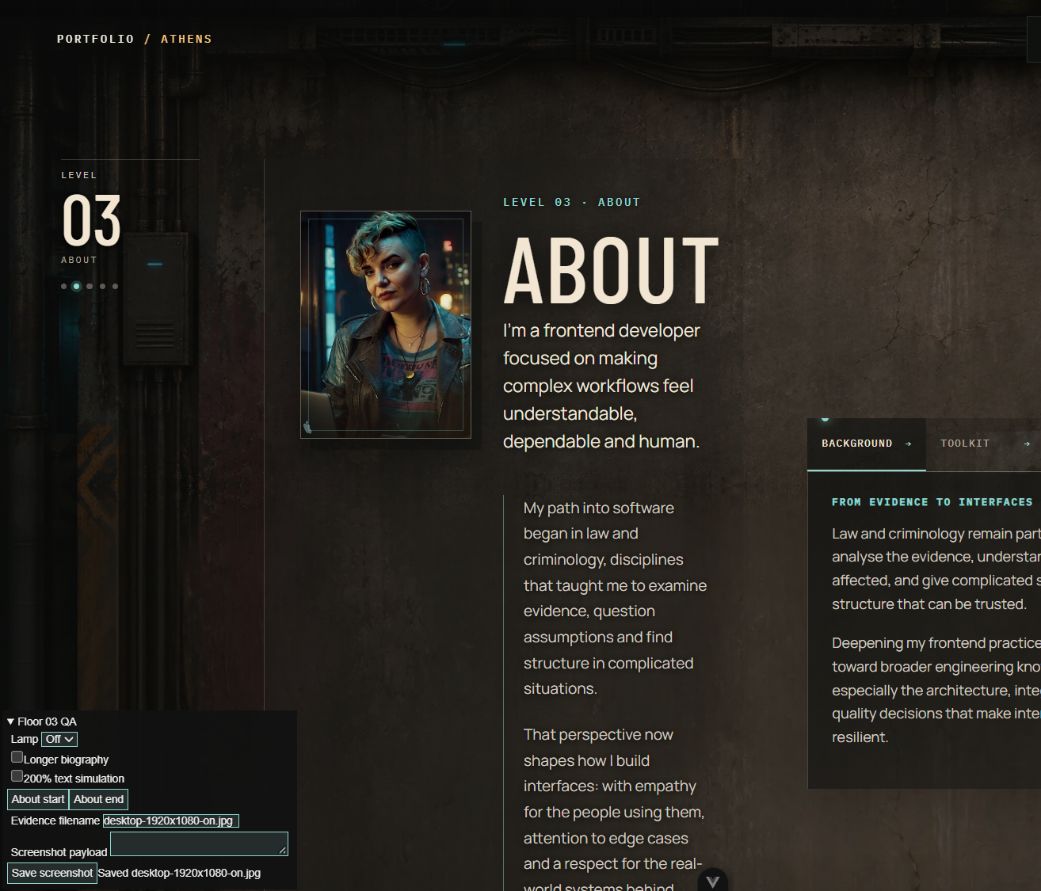 PORTFOLIO / ATHENS
LEVEL
03
ABOUT
LEVEL 03 · ABOUT
ABOUT
I'm a frontend developer
focused on making
complex workflows feel
understandable,
dependable and human.
My path into software
began in law and
criminology, disciplines
that taught me to examine
evidence, question
assumptions and find
structure in complicated
situations.
That perspective now
shapes how I build
interfaces: with empathy
for the people using them,
attention to edge cases
and a respect for the real-
world systems behind
BACKGROUND → TOOLKIT →
FROM EVIDENCE TO INTERFACES
Law and criminology remain part
analyse the evidence, understan
affected, and give complicated s
structure that can be trusted.
Deepening my frontend practice
toward broader engineering kno
especially the architecture, inte
quality decisions that make inte
resilient.
▼ Floor 03 QA
Lamp Off
Longer biography
200% text simulation
About start About end
Evidence filename desktop-1920x1080-on.jpg
Screenshot payload
Save screenshot Saved desktop-1920x1080-on.jpg